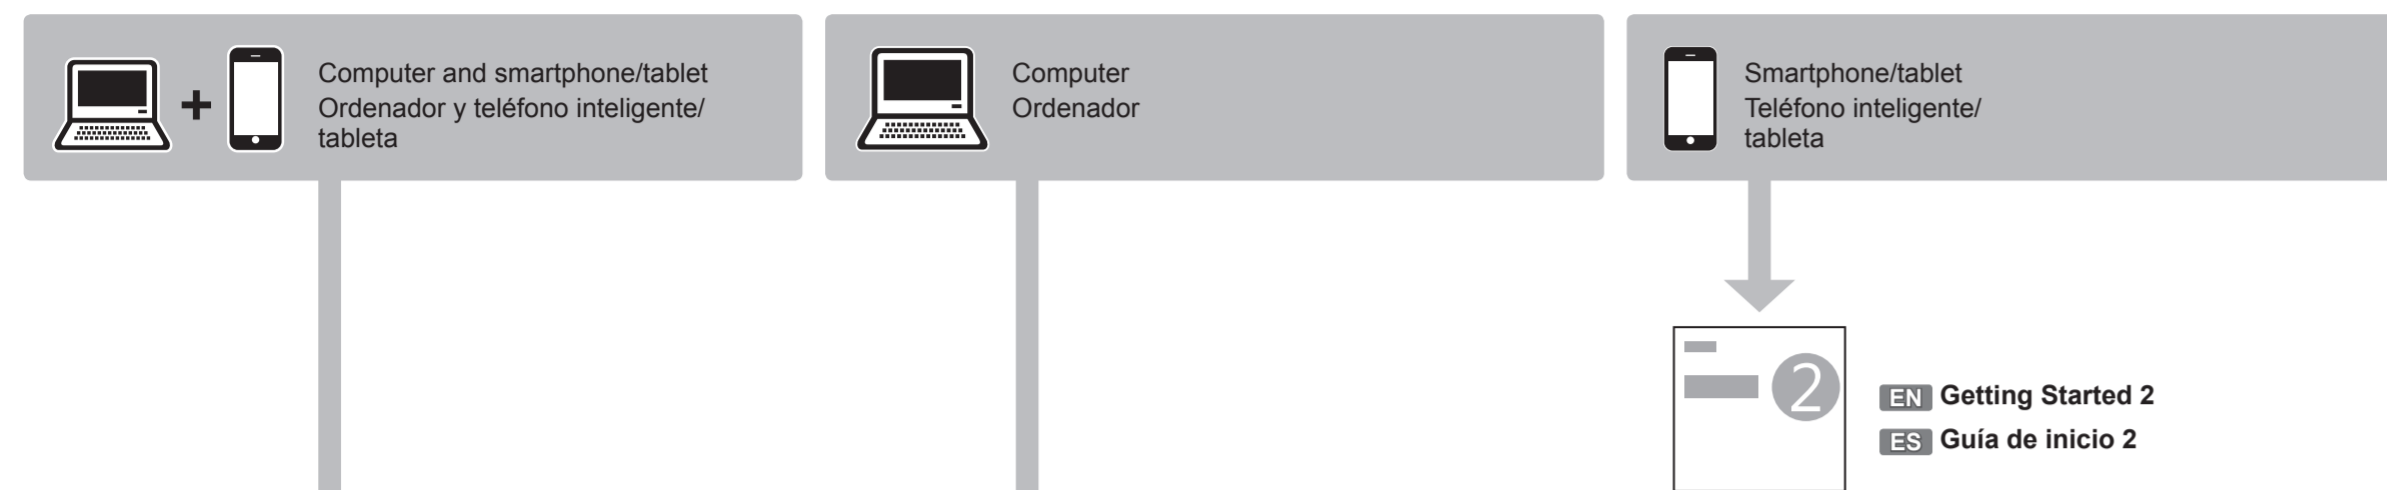 Computer and smartphone/tablet
Ordenador y teléfono inteligente/
tableta
Computer
Ordenador
Smartphone/tablet
Teléfono inteligente/
tableta
2
EN Getting Started 2
ES Guía de inicio 2